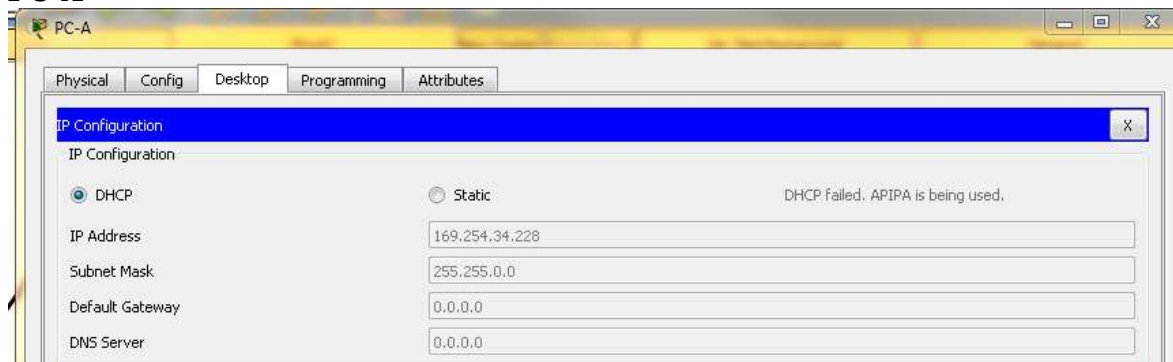 PC-A
Physical Config Desktop Programming Attributes
IP Configuration
X
IP Configuration
DHCP Static DHCP failed. APIPA is being used.
IP Address 169.254.34.228
Subnet Mask 255.255.0.0
Default Gateway 0.0.0.0
DNS Server 0.0.0.0